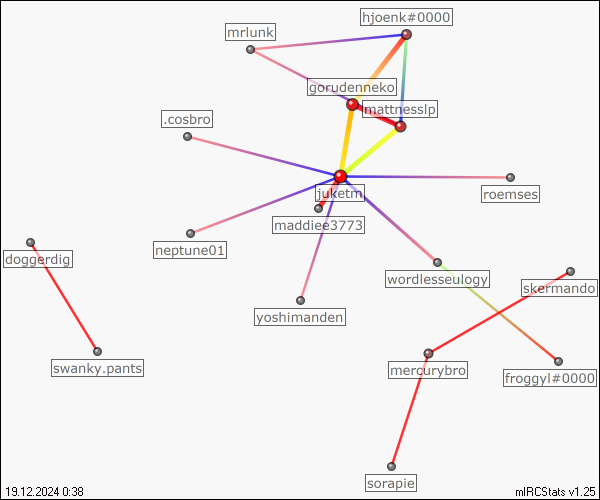 hjoenk#0000
mrlunk
gorudenneko
mattnesslp
.cosbro
juketm
roemses
maddiee3773
neptune01
doggerdig
wordlesseulogy
skermando
yoshimanden
swanky.pants
mercurybro
froggyl#0000
sorapie
19.12.2024 0:38
mIRCStats v1.25